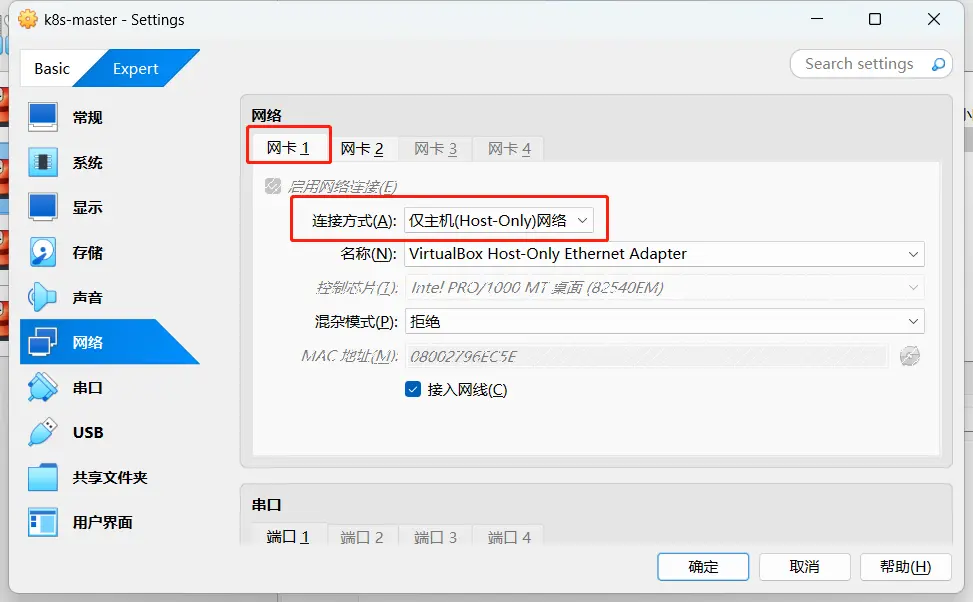 k8s-master - Settings
Basic Expert Search settings
常规
系统
显示
存储
声音
网络
串口
USB
共享文件夹
用户界面
网络
网卡 1 网卡 2 网卡 3 网卡 4
启用网络连接(E)
连接方式(A): 仅主机(Host-Only)网络
名称(N): VirtualBox Host-Only Ethernet Adapter
控制芯片(T): Intel PRO/1000 MT 桌面 (82540EM)
混杂模式(P): 拒绝
MAC 地址(M): 08002796EC5E
接入网线(C)
串口
端口 1 端口 2 端口 3 端口 4
确定 取消 帮助(H)